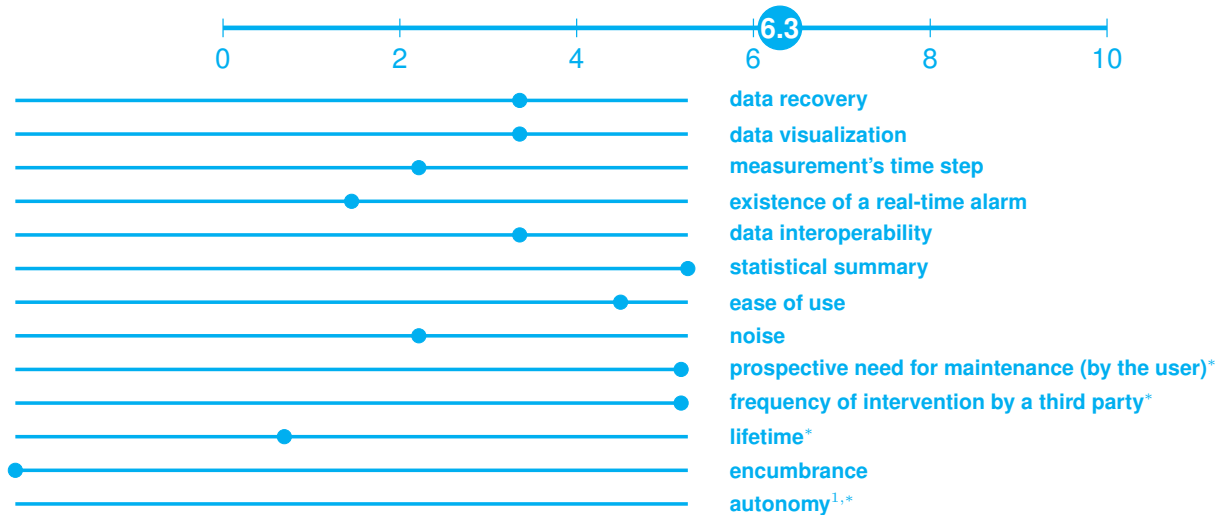 6.3
0 2 4 6 8 10
data recovery
data visualization
measurement's time step
existence of a real-time alarm
data interoperability
statistical summary
ease of use
noise
prospective need for maintenance (by the user)*
frequency of intervention by a third party*
lifetime*
encumbrance
autonomy1,*